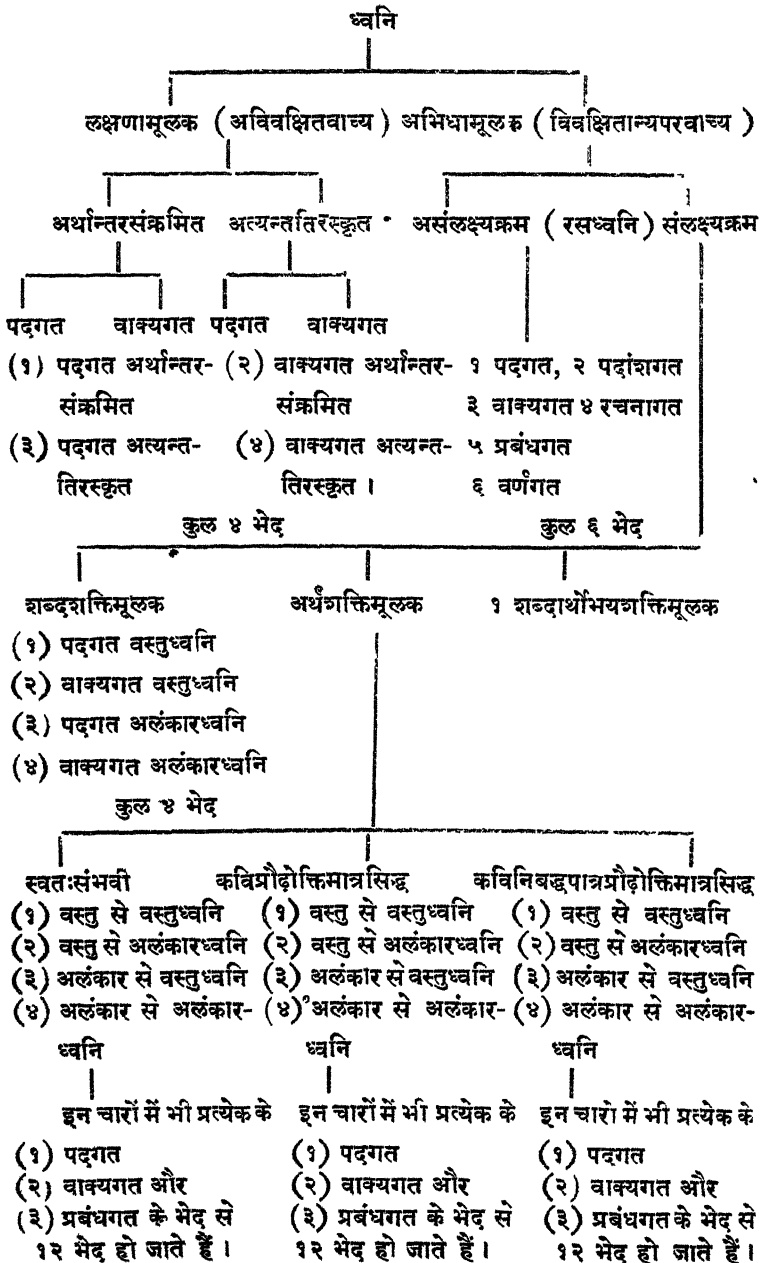 ध्वनि
लक्षणामूलक (अविवक्षितवाच्य) अभिधामूलक (विवक्षितान्यपरवाच्य)
अर्थान्तरसंक्रमित अत्यन्ततिरस्कृत असंलक्ष्यक्रम (रसध्वनि) संलक्ष्यक्रम
पदगत वाक्यगत पदगत वाक्यगत
(१) पदगत अर्थान्तर- (२) वाक्यगत अर्थान्तर- १ पदगत, २ पदांशगत
संक्रमित संक्रमित ३ वाक्यगत ४ रचनागत
(३) पदगत अत्यन्त- (४) वाक्यगत अत्यन्त- ५ प्रबंधगत
तिरस्कृत तिरस्कृत । ६ वर्णगत
कुल ४ भेद कुल ६ भेद
शब्दशक्तिमूलक अर्थशक्तिमूलक १ शब्दार्थोभयशक्तिमूलक
(१) पदगत वस्तुध्वनि
(२) वाक्यगत वस्तुध्वनि
(३) पदगत अलंकारध्वनि
(४) वाक्यगत अलंकारध्वनि
कुल ४ भेद
स्वतःसंभवी कविप्रौढ़ोक्तिमात्रसिद्ध कविनिबद्धपात्रप्रौढ़ोक्तिमात्रसिद्ध
(१) वस्तु से वस्तुध्वनि (१) वस्तु से वस्तुध्वनि (१) वस्तु से वस्तुध्वनि
(२) वस्तु से अलंकारध्वनि (२) वस्तु से अलंकारध्वनि (२) वस्तु से अलंकारध्वनि
(३) अलंकार से वस्तुध्वनि (३) अलंकार से वस्तुध्वनि (३) अलंकार से वस्तुध्वनि
(४) अलंकार से अलंकार- (४) अलंकार से अलंकार- (४) अलंकार से अलंकार-
ध्वनि ध्वनि ध्वनि
इन चारों में भी प्रत्येक के इन चारों में भी प्रत्येक के इन चारों में भी प्रत्येक के
(१) पदगत (१) पदगत (१) पदगत
(२) वाक्यगत और (२) वाक्यगत और (२) वाक्यगत और
(३) प्रबंधगत के भेद से (३) प्रबंधगत के भेद से (३) प्रबंधगत के भेद से
१२ भेद हो जाते हैं । १२ भेद हो जाते हैं । १२ भेद हो जाते हैं ।